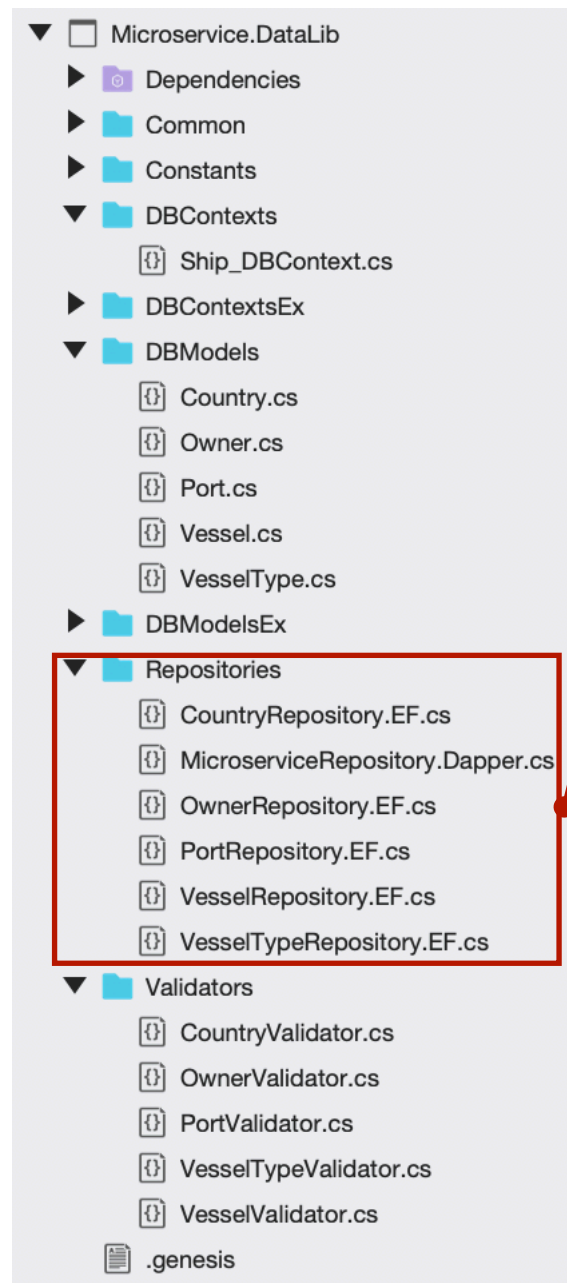 Microservice.DataLib
Dependencies
Common
Constants
DBContexts
Ship_DBContext.cs
DBContextsEx
DBModels
Country.cs
Owner.cs
Port.cs
Vessel.cs
VesselType.cs
DBModelsEx
Repositories
CountryRepository.EF.cs
MicroserviceRepository.Dapper.cs
OwnerRepository.EF.cs
PortRepository.EF.cs
VesselRepository.EF.cs
VesselTypeRepository.EF.cs
Validators
CountryValidator.cs
OwnerValidator.cs
PortValidator.cs
VesselTypeValidator.cs
VesselValidator.cs
.genesis